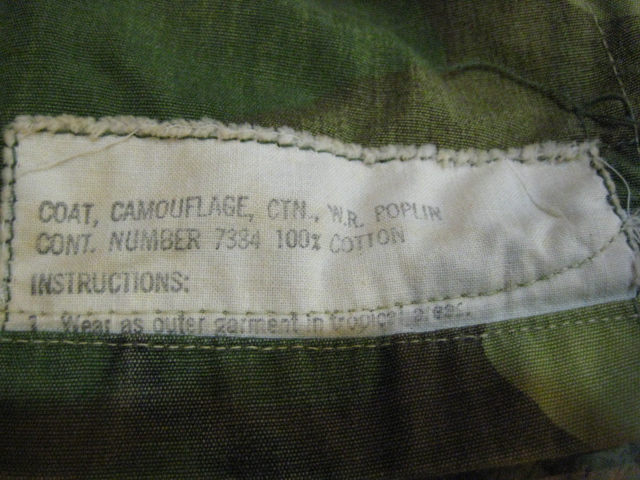 COAT, CAMOUFLAGE, CTN., W.R. POPLIN
CONT. NUMBER 7384 100% COTTON
INSTRUCTIONS:
1. Wear as outer garment in tropical areas.